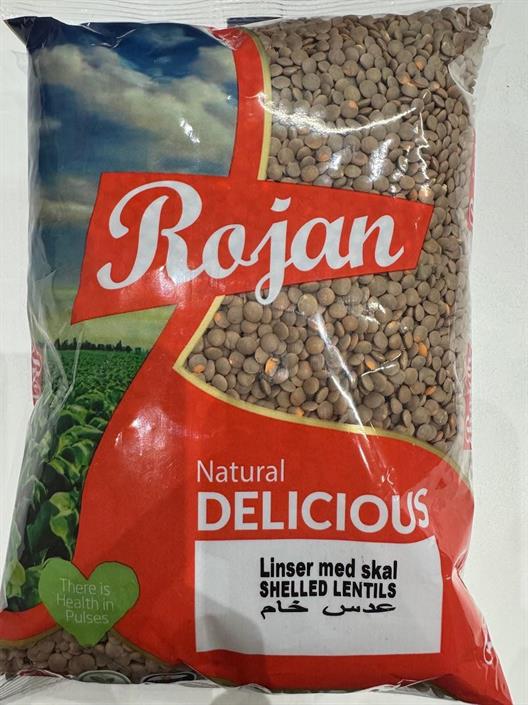 Rojan
Natural
DELICIOUS
Linser med skal
SHELLED LENTILS
عدس خام
There is
Health in
Pulses